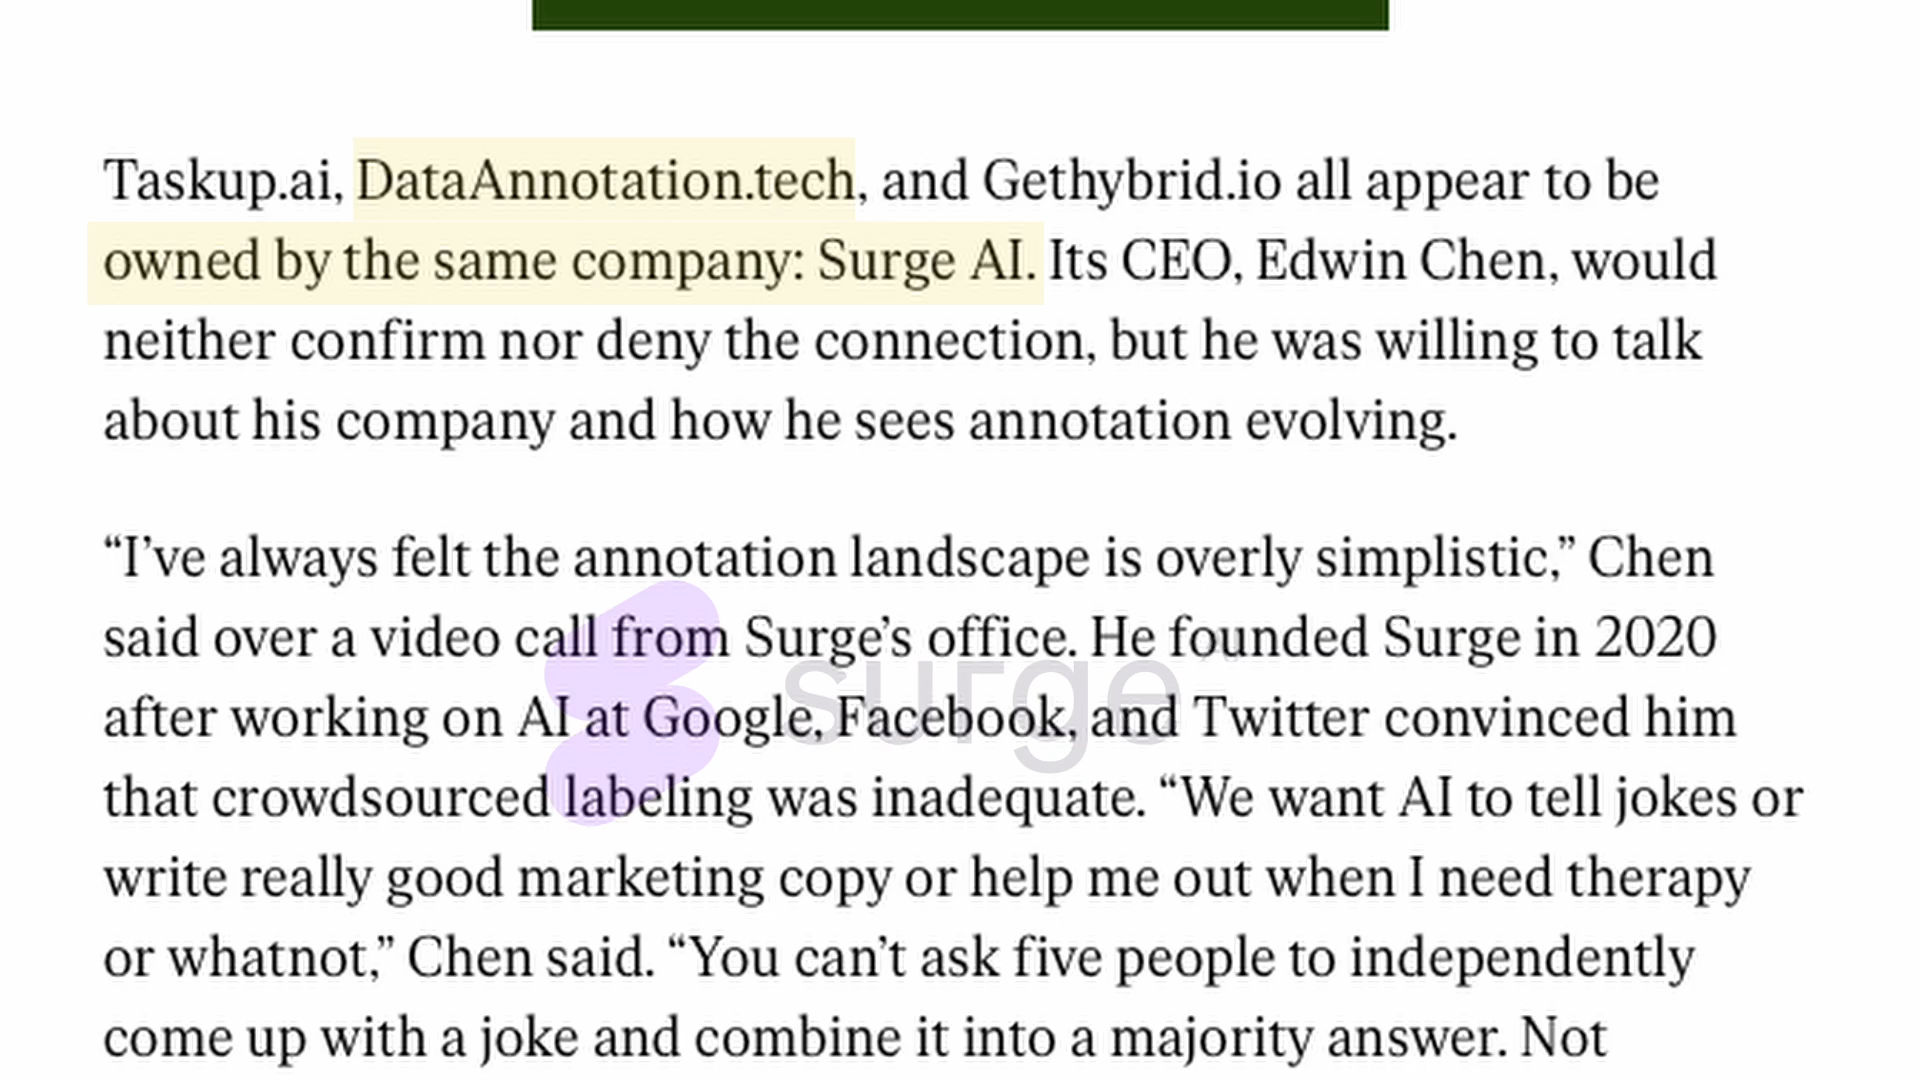 Taskup.ai, DataAnnotation.tech, and Gethybrid.io all appear to be
owned by the same company: Surge AI. Its CEO, Edwin Chen, would
neither confirm nor deny the connection, but he was willing to talk
about his company and how he sees annotation evolving.
“I’ve always felt the annotation landscape is overly simplistic,” Chen
said over a video call from Surge’s office. He founded Surge in 2020
after working on AI at Google, Facebook, and Twitter convinced him
that crowdsourced labeling was inadequate. “We want AI to tell jokes or
write really good marketing copy or help me out when I need therapy
or whatnot,” Chen said. “You can’t ask five people to independently
come up with a joke and combine it into a majority answer. Not
surge